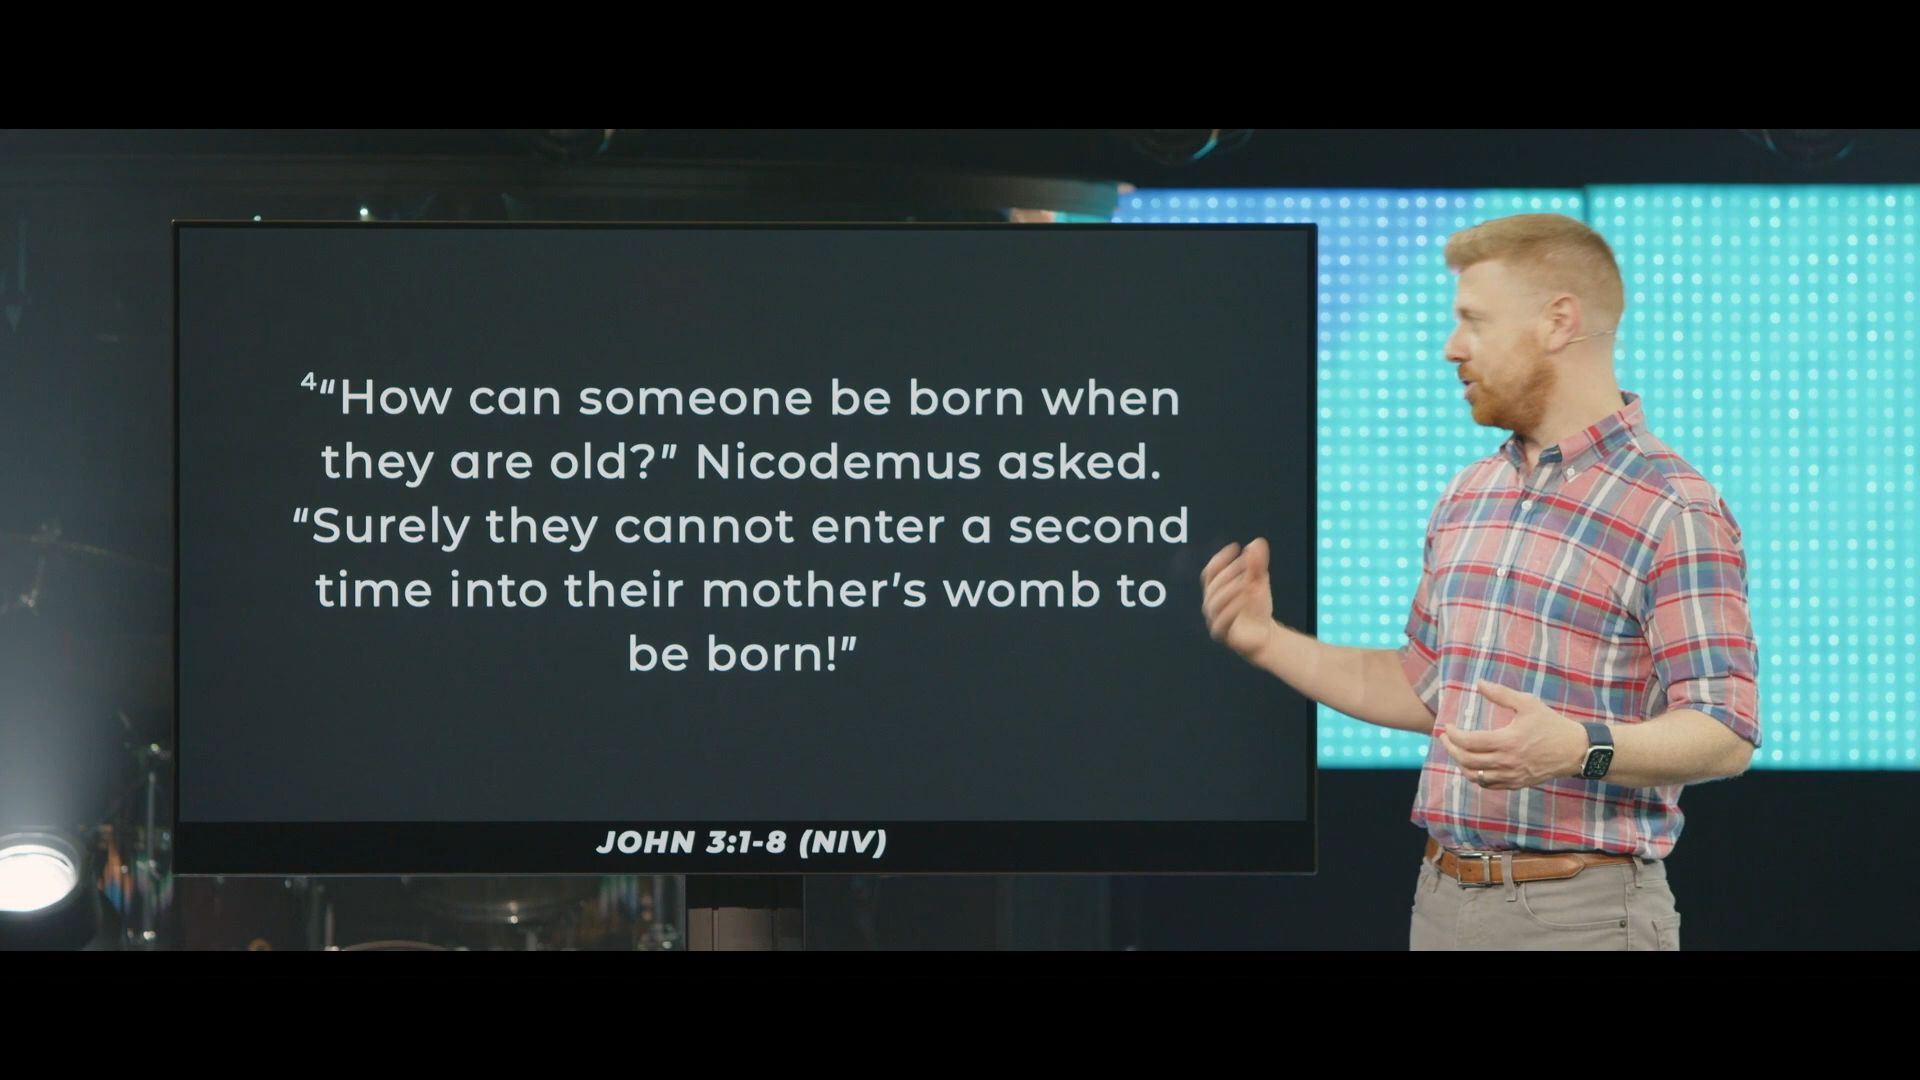 ⁴“How can someone be born when
they are old?” Nicodemus asked.
“Surely they cannot enter a second
time into their mother’s womb to
be born!”
JOHN 3:1-8 (NIV)